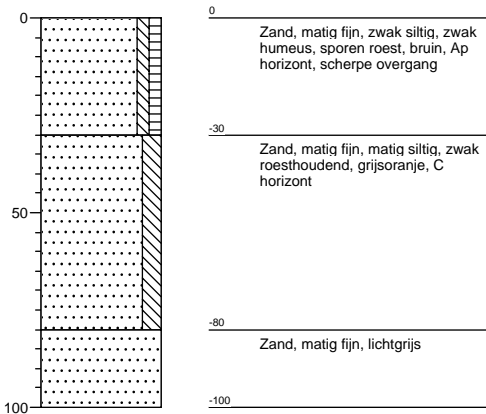 0
50
100
0
Zand, matig fijn, zwak siltig, zwak
humeus, sporen roest, bruin, Ap
horizont, scherpe overgang
-30
Zand, matig fijn, matig siltig, zwak
roesthoudend, grijsoranje, C
horizont
-80
Zand, matig fijn, lichtgrijs
-100